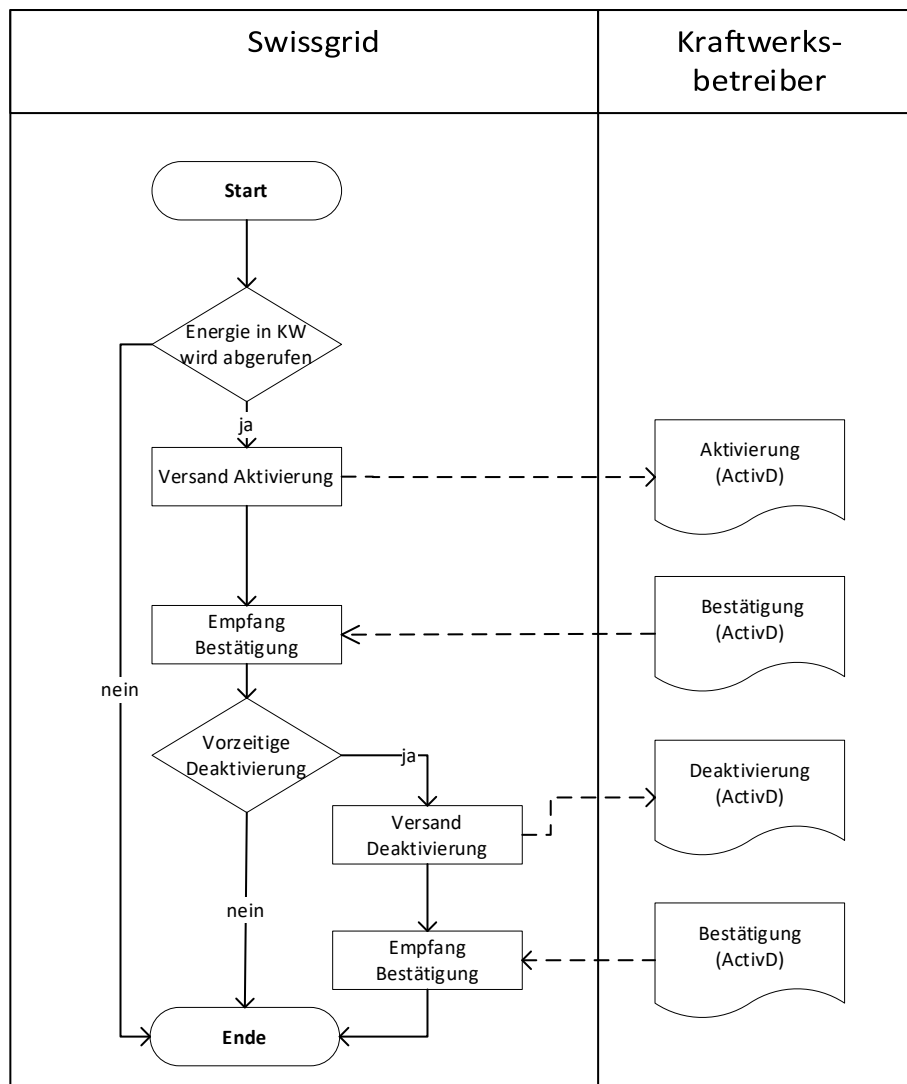 Swissgrid
Kraftwerks-
betreiber
Start
Energie in KW
wird abgerufen
ja
Versand Aktivierung
Aktivierung
(ActivD)
Empfang
Bestätigung
Bestätigung
(ActivD)
nein
Vorzeitige
Deaktivierung
ja
Deaktivierung
(ActivD)
Versand
Deaktivierung
nein
Empfang
Bestätigung
Bestätigung
(ActivD)
Ende